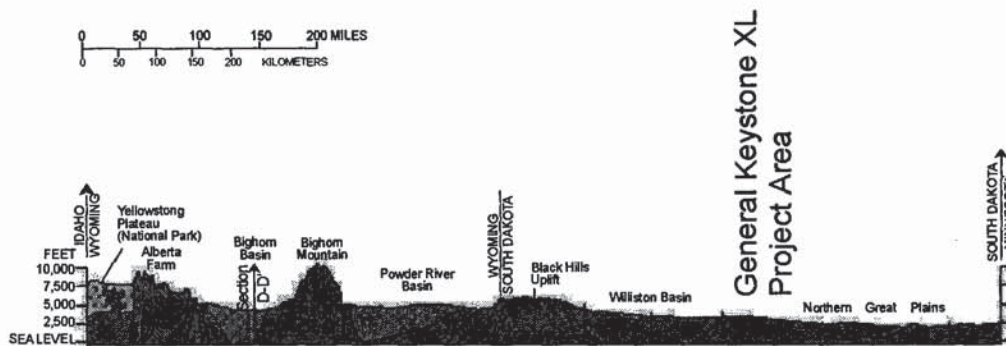 0 50 100 150 200 MILES
0 50 100 150 200 KILOMETERS
General Keystone XL
Project Area
IDAHO
WYOMING
Yellowstong
Plateau
(National Park)
Alberta
Farm
Bighorn
Basin
Section
D-D'
Bighorn
Mountain
Powder River
Basin
WYOMING
SOUTH DAKOTA
Black Hills
Uplift
Williston Basin
Northern Great Plains
SOUTH DAKOTA
FEET
10,000
7,500
5,000
2,500
SEA LEVEL